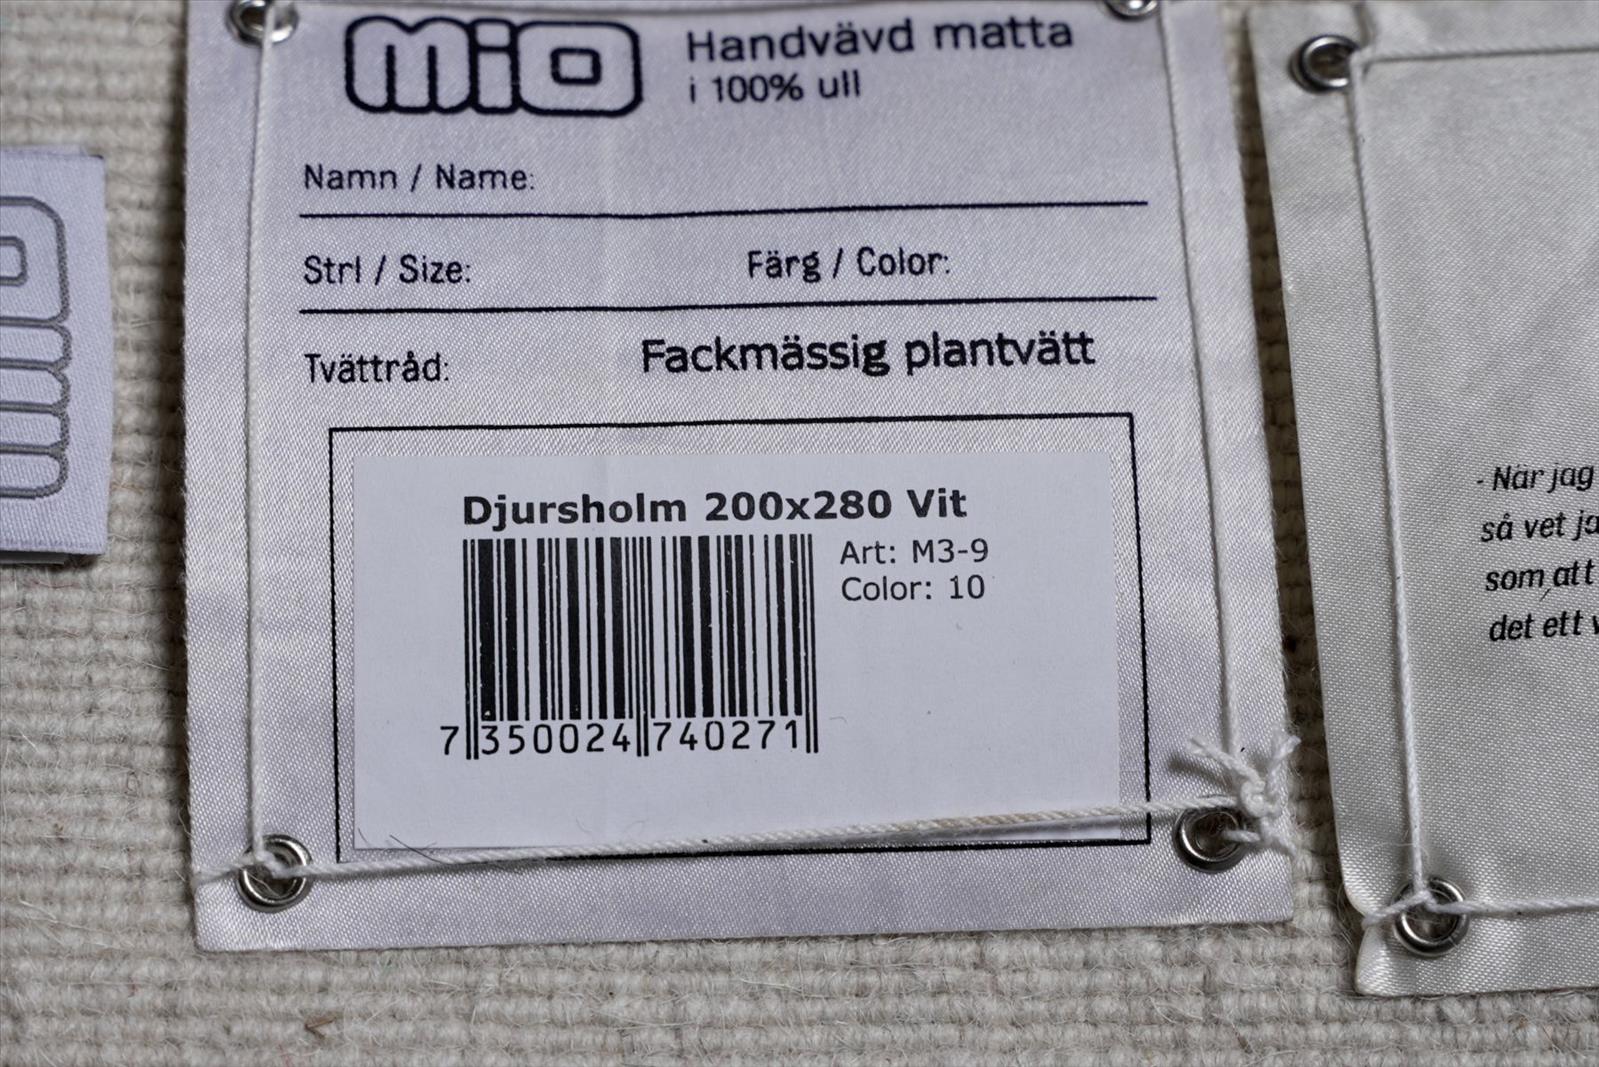 mio
Handvävd matta
i 100% ull
Namn / Name:
Strl / Size:
Färg / Color:
Tvättråd:
Fackmässig plantvätt
Djursholm 200x280 Vit
Art: M3-9
Color: 10
7 350024 740271
- När jag
så vet
som att
det ett